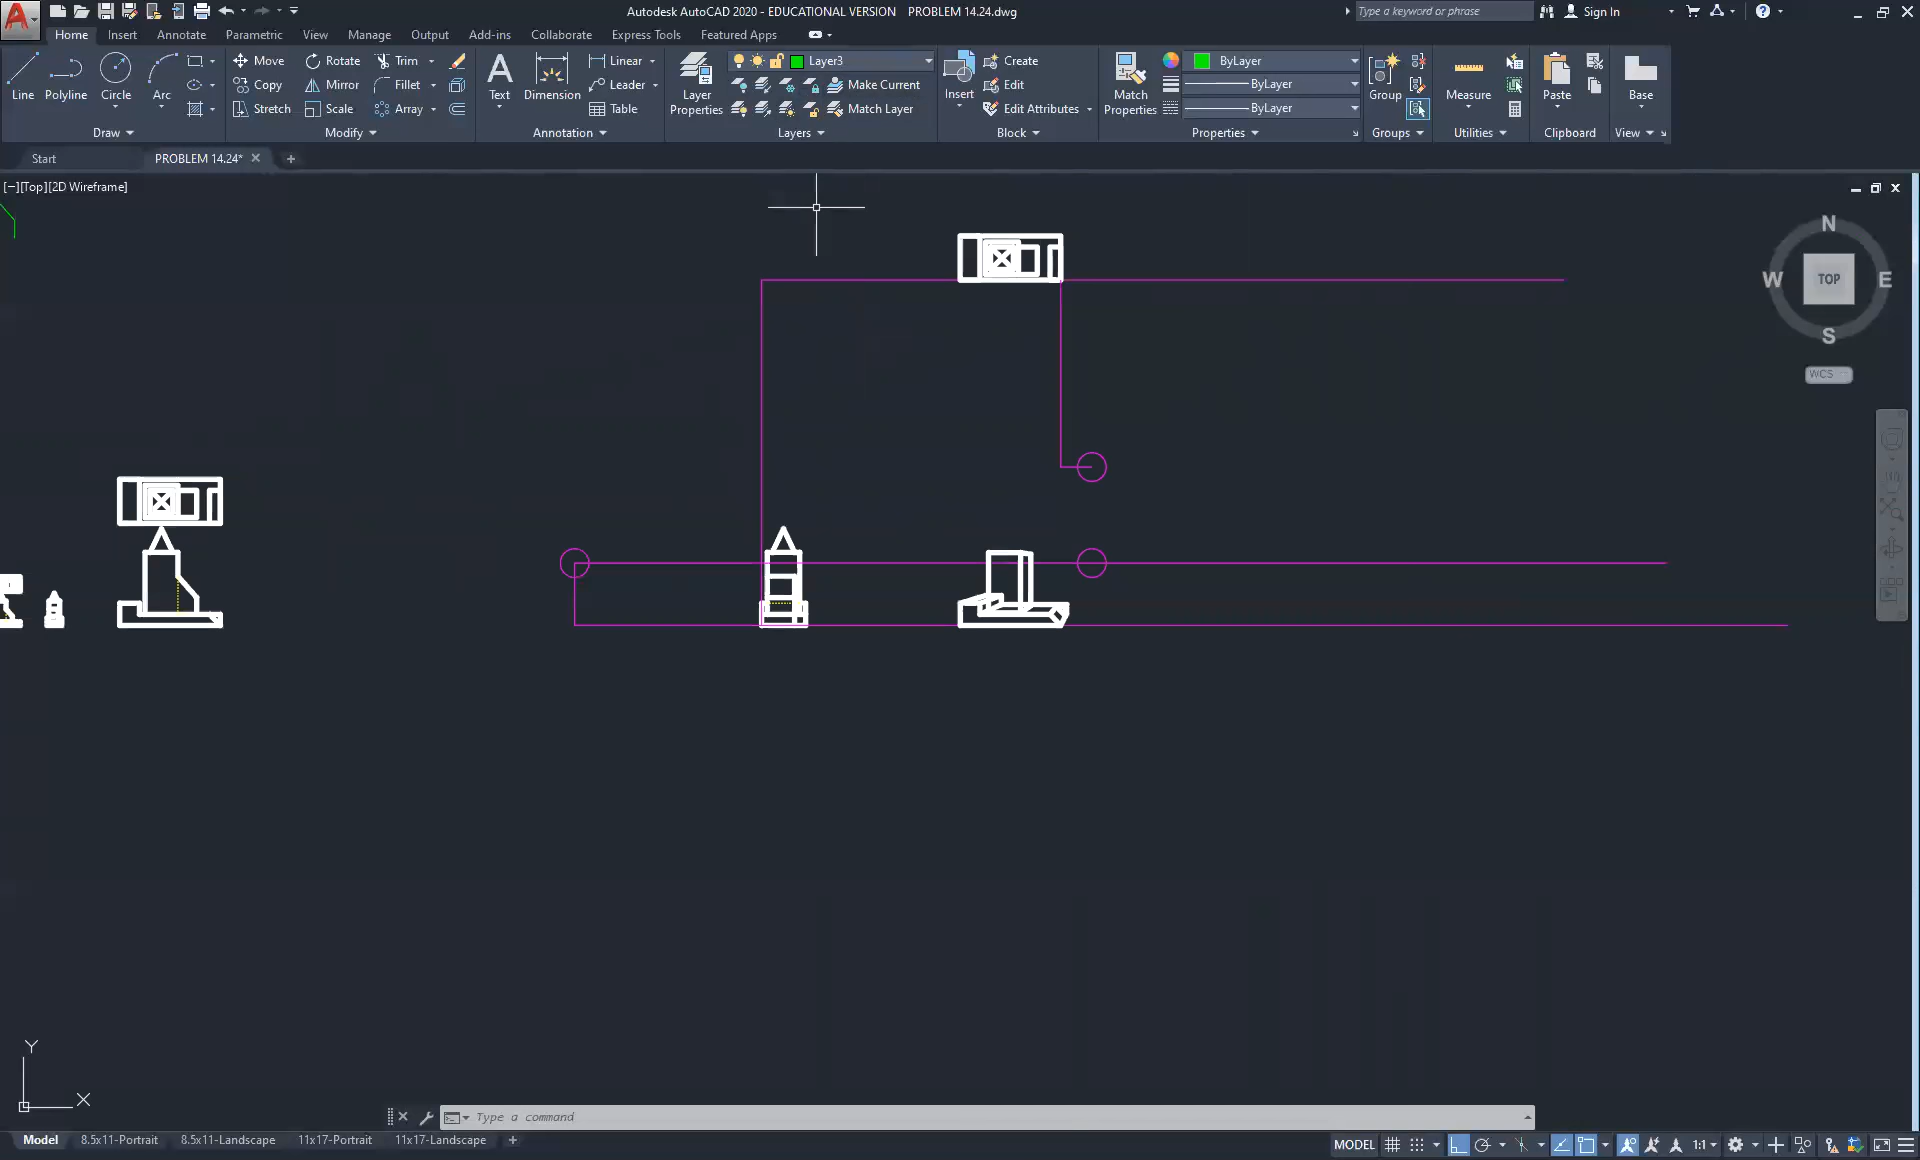 Autodesk AutoCAD 2020 - EDUCATIONAL VERSION PROBLEM 14.24.dwg
Type a keyword or phrase
Sign In
Home Insert Annotate Parametric View Manage Output Add-ins Collaborate Express Tools Featured Apps
Line Polyline Circle Arc
Draw
Move Rotate Trim
Copy Mirror Fillet
Stretch Scale Array
Modify
Text Dimension
Linear
Leader
Table
Annotation
Layer Properties
Layer3
Make Current
Match Layer
Layers
Insert
Create
Edit
Edit Attributes
Block
Match Properties
ByLayer
ByLayer
ByLayer
Properties
Group
Groups
Measure
Utilities
Paste
Clipboard
Base
View
Start PROBLEM 14.24*
[−][Top][2D Wireframe]
N
W TOP E
S
WCS
Y
X
Type a command
Model 8.5x11-Portrait 8.5x11-Landscape 11x17-Portrait 11x17-Landscape
MODEL 1:1